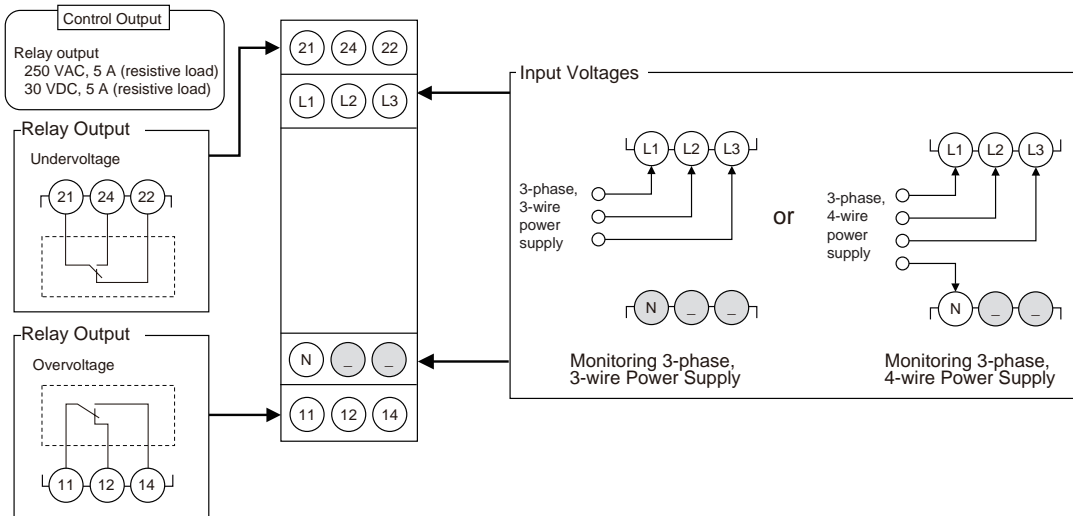 Control Output
Relay output
250 VAC, 5 A (resistive load)
30 VDC, 5 A (resistive load)
Relay Output
Undervoltage
21 24 22
Relay Output
Overvoltage
11 12 14
21 24 22
L1 L2 L3
N _ _
11 12 14
Input Voltages
L1 L2 L3
3-phase,
3-wire
power
supply
N _ _
Monitoring 3-phase,
3-wire Power Supply
or
L1 L2 L3
3-phase,
4-wire
power
supply
N _ _
Monitoring 3-phase,
4-wire Power Supply